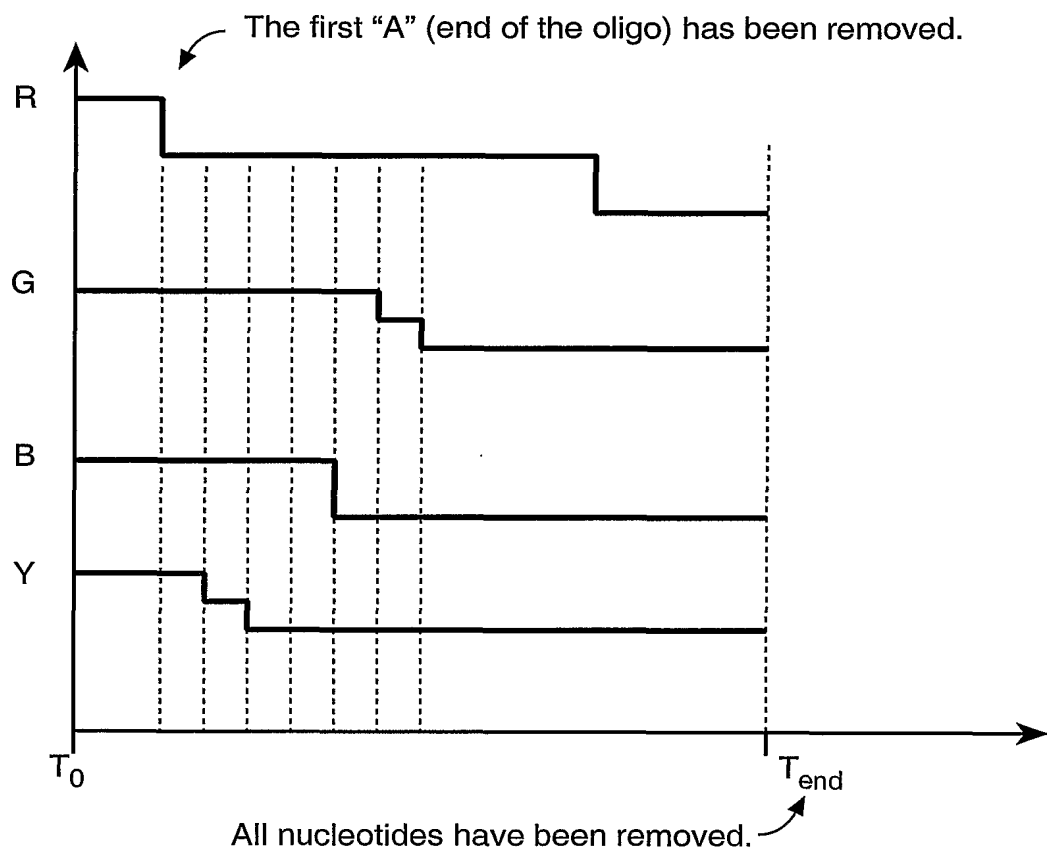 The first “A” (end of the oligo) has been removed.
R
G
B
Y
T0
Tend
All nucleotides have been removed.